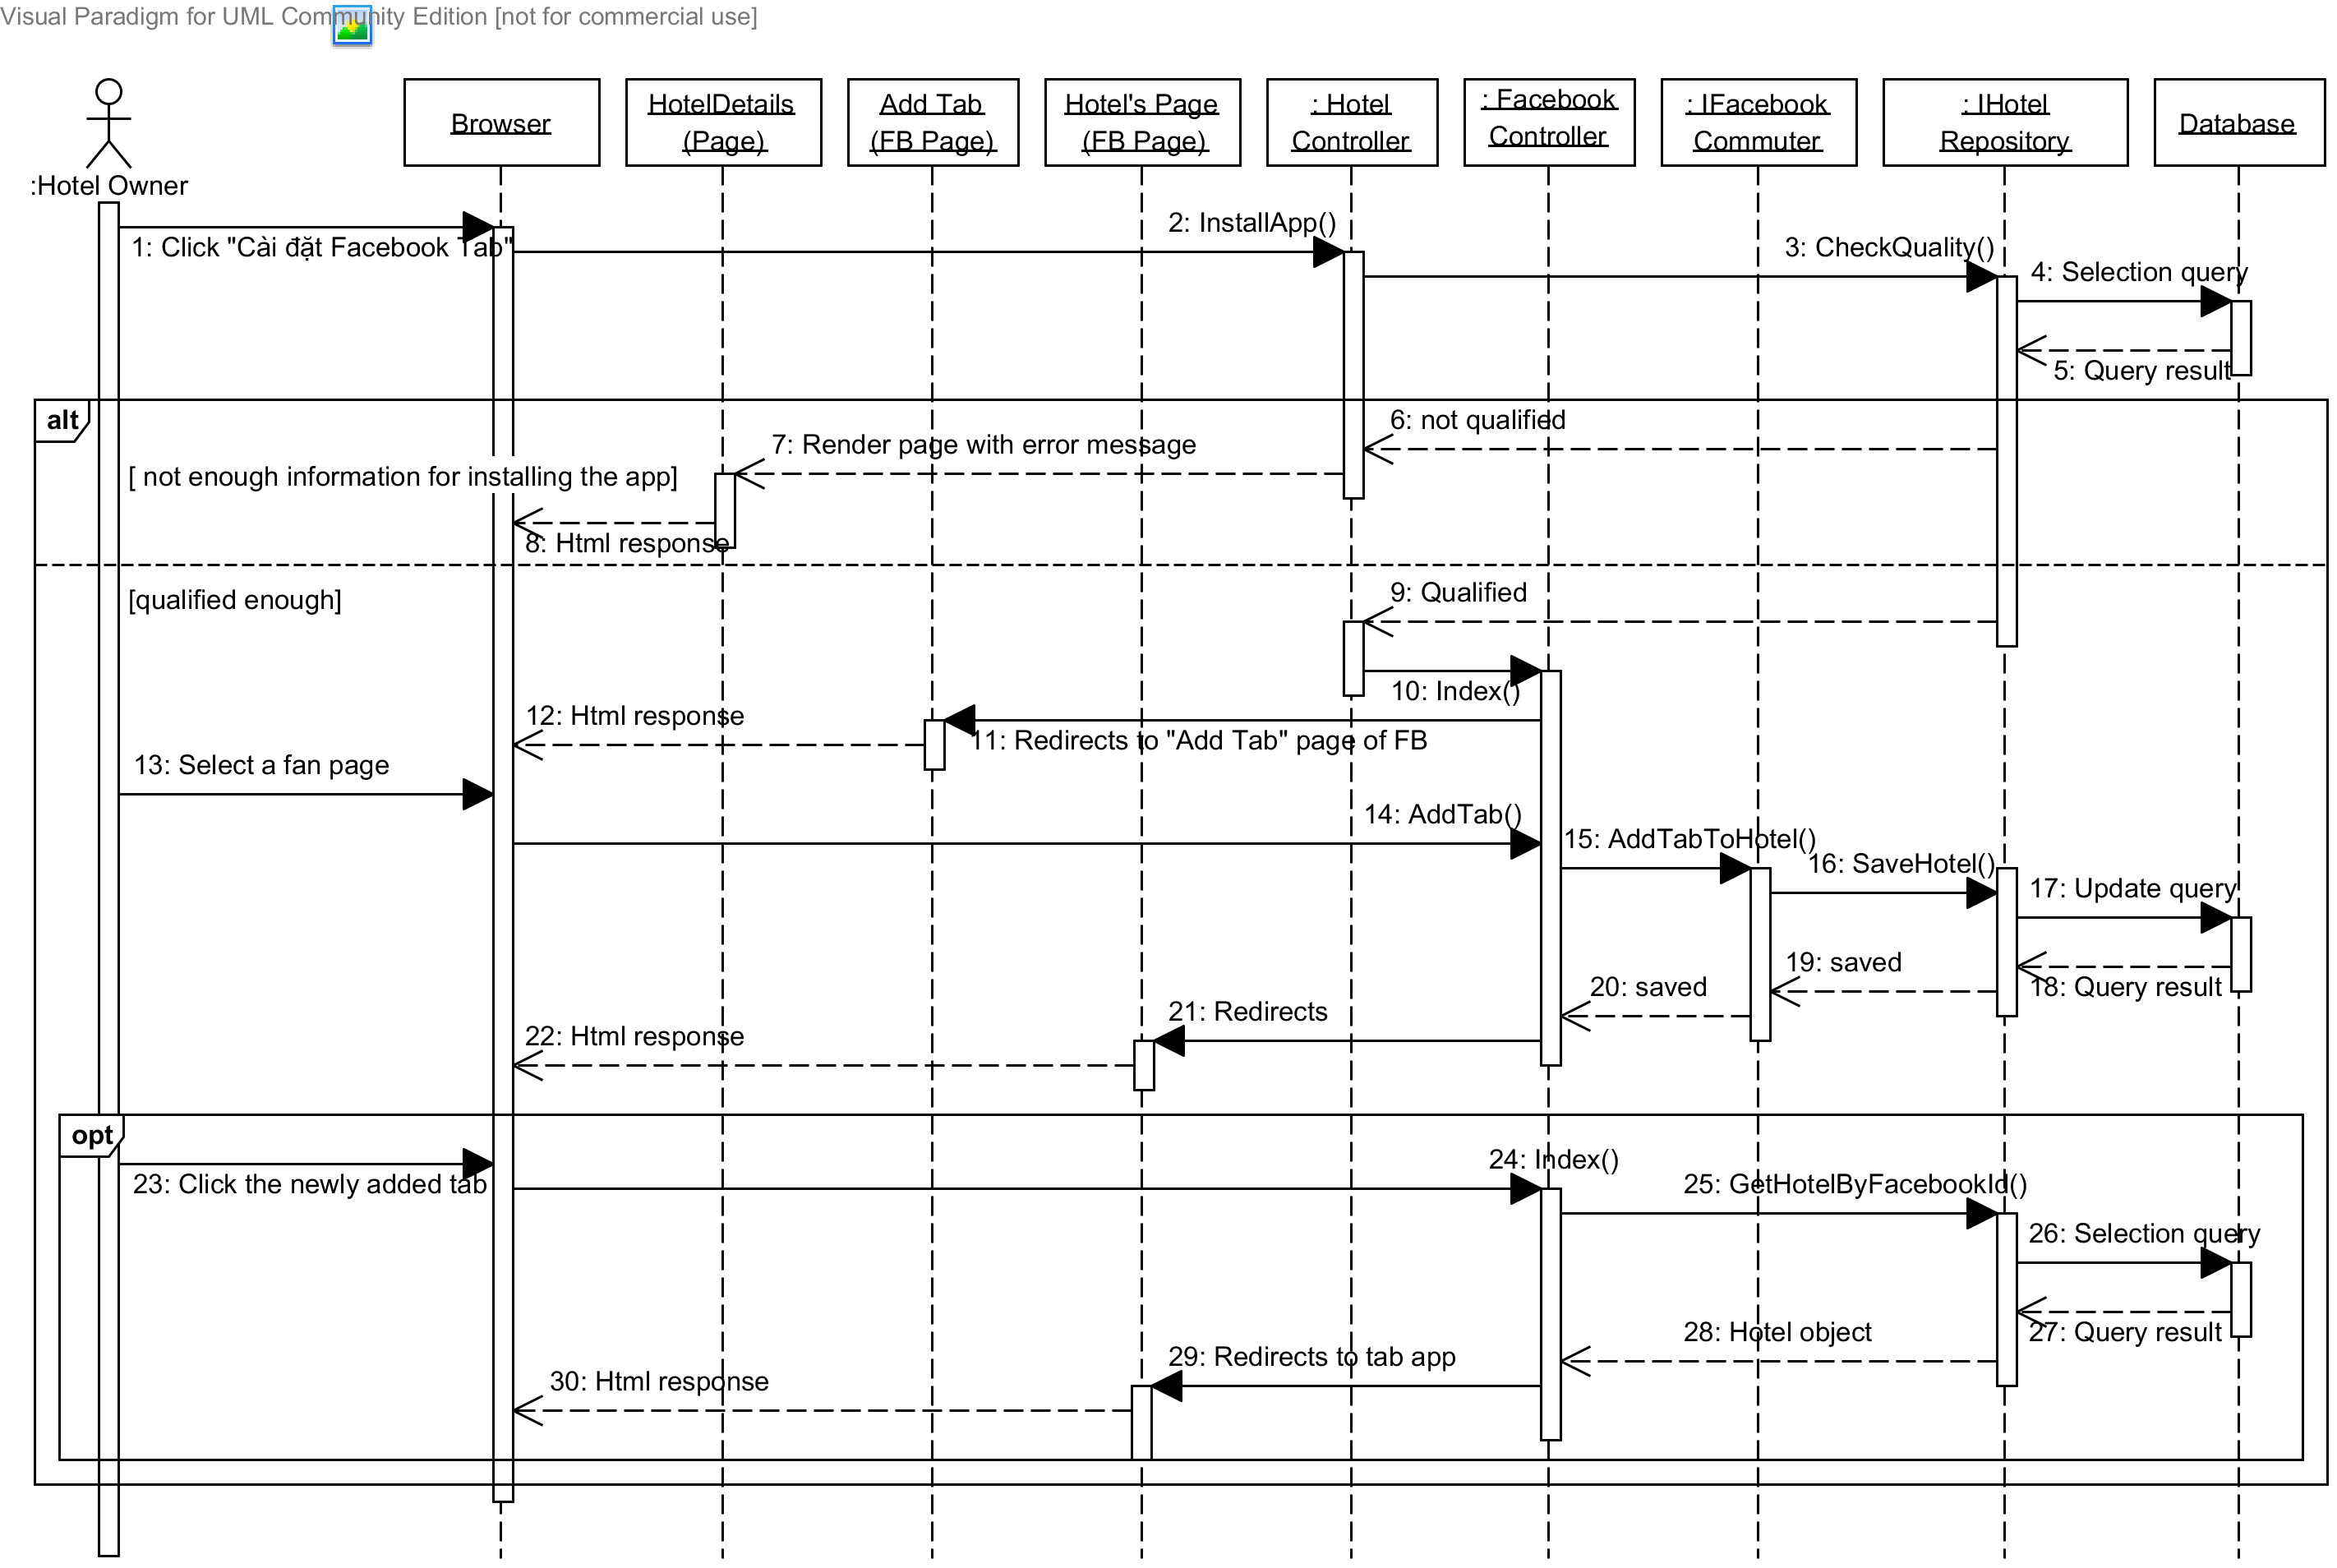 Visual Paradigm for UML Community Edition [not for commercial use]
:Hotel Owner
Browser
HotelDetails
(Page)
Add Tab
(FB Page)
Hotel's Page
(FB Page)
: Hotel
Controller
: Facebook
Controller
: IFacebook
Commuter
: IHotel
Repository
Database
1: Click "Cài đặt Facebook Tab"
2: InstallApp()
3: CheckQuality()
4: Selection query
5: Query result
alt
6: not qualified
7: Render page with error message
[ not enough information for installing the app]
8: Html response
[qualified enough]
9: Qualified
10: Index()
11: Redirects to "Add Tab" page of FB
12: Html response
13: Select a fan page
14: AddTab()
15: AddTabToHotel()
16: SaveHotel()
17: Update query
18: Query result
19: saved
20: saved
21: Redirects
22: Html response
opt
23: Click the newly added tab
24: Index()
25: GetHotelByFacebookId()
26: Selection query
27: Query result
28: Hotel object
29: Redirects to tab app
30: Html response